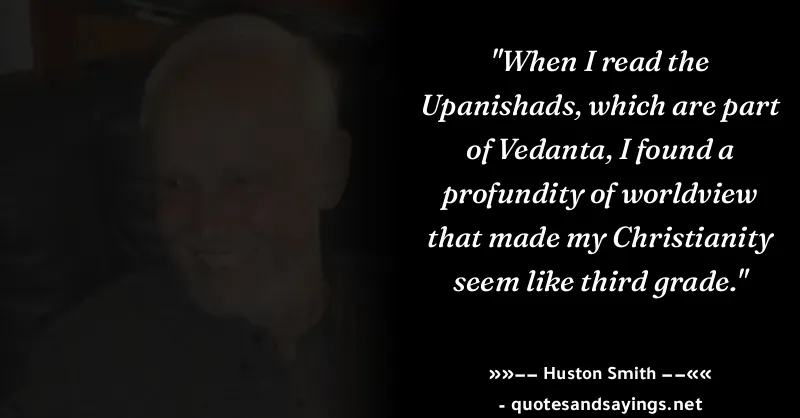 "When I read the
Upanishads, which are part
of Vedanta, I found a
profundity of worldview
that made my Christianity
seem like third grade."
»»−− Huston Smith −−««
- quotesandsayings.net